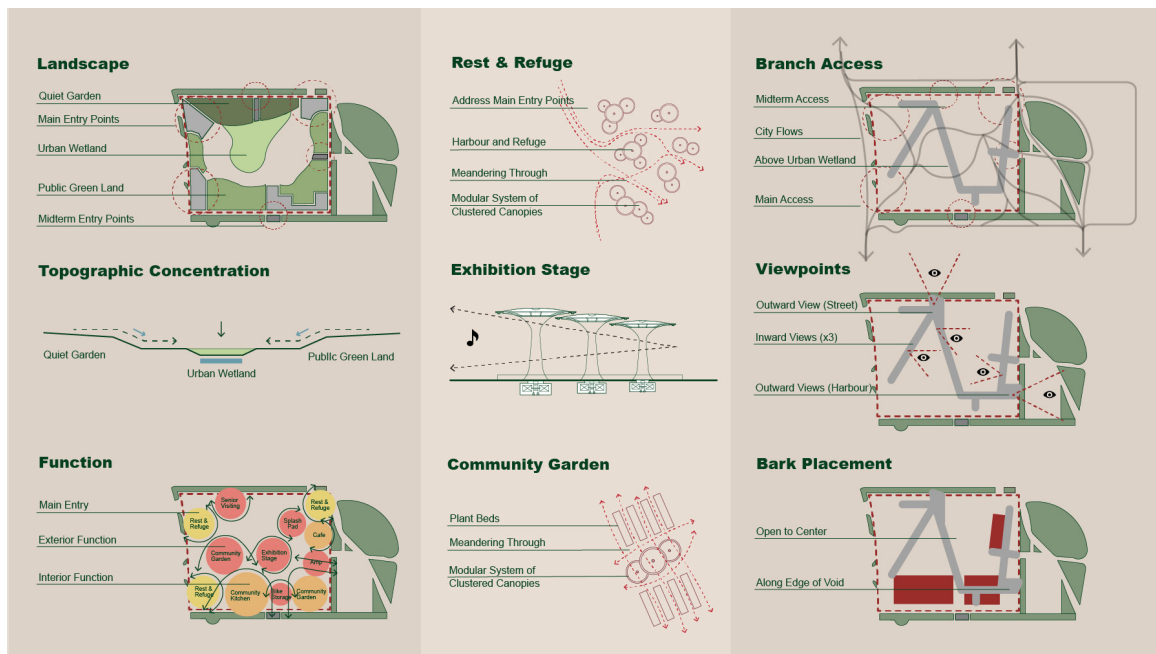 Landscape
Quiet Garden
Main Entry Points
Urban Wetland
Public Green Land
Midterm Entry Points
Rest & Refuge
Address Main Entry Points
Harbour and Refuge
Meandering Through
Modular System of
Clustered Canopies
Branch Access
Midterm Access
City Flows
Above Urban Wetland
Main Access
Topographic Concentration
Quiet Garden
Public Green Land
Urban Wetland
Exhibition Stage
Viewpoints
Outward View (Street)
Inward Views (x3)
Outward Views (Harbour)
Function
Main Entry
Exterior Function
Interior Function
Senior
Visiting
Rest &
Refuge
Rest &
Refuge
Splash
Pad
Cafe
Community
Garden
Exhibition
Stage
Amp
Rest &
Refuge
Community
Kitchen
Bike
Storage
Community
Garden
Community Garden
Plant Beds
Meandering Through
Modular System of
Clustered Canopies
Bark Placement
Open to Center
Along Edge of Void